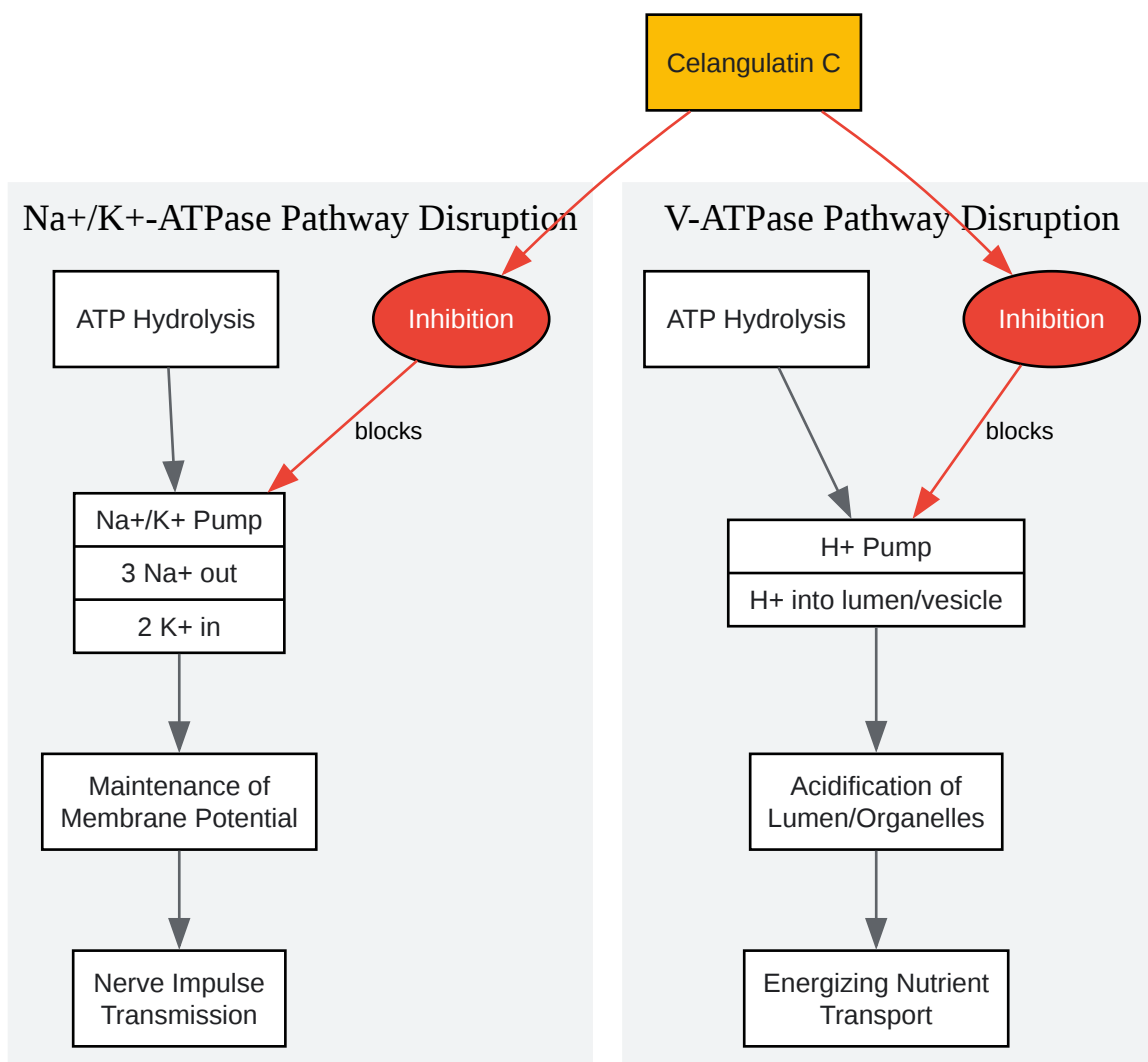 Celangulatin C
Na+/K+-ATPase Pathway Disruption
ATP Hydrolysis
Inhibition
blocks
Na+/K+ Pump
3 Na+ out
2 K+ in
Maintenance of
Membrane Potential
Nerve Impulse
Transmission
V-ATPase Pathway Disruption
ATP Hydrolysis
Inhibition
blocks
H+ Pump
H+ into lumen/vesicle
Acidification of
Lumen/Organelles
Energizing Nutrient
Transport